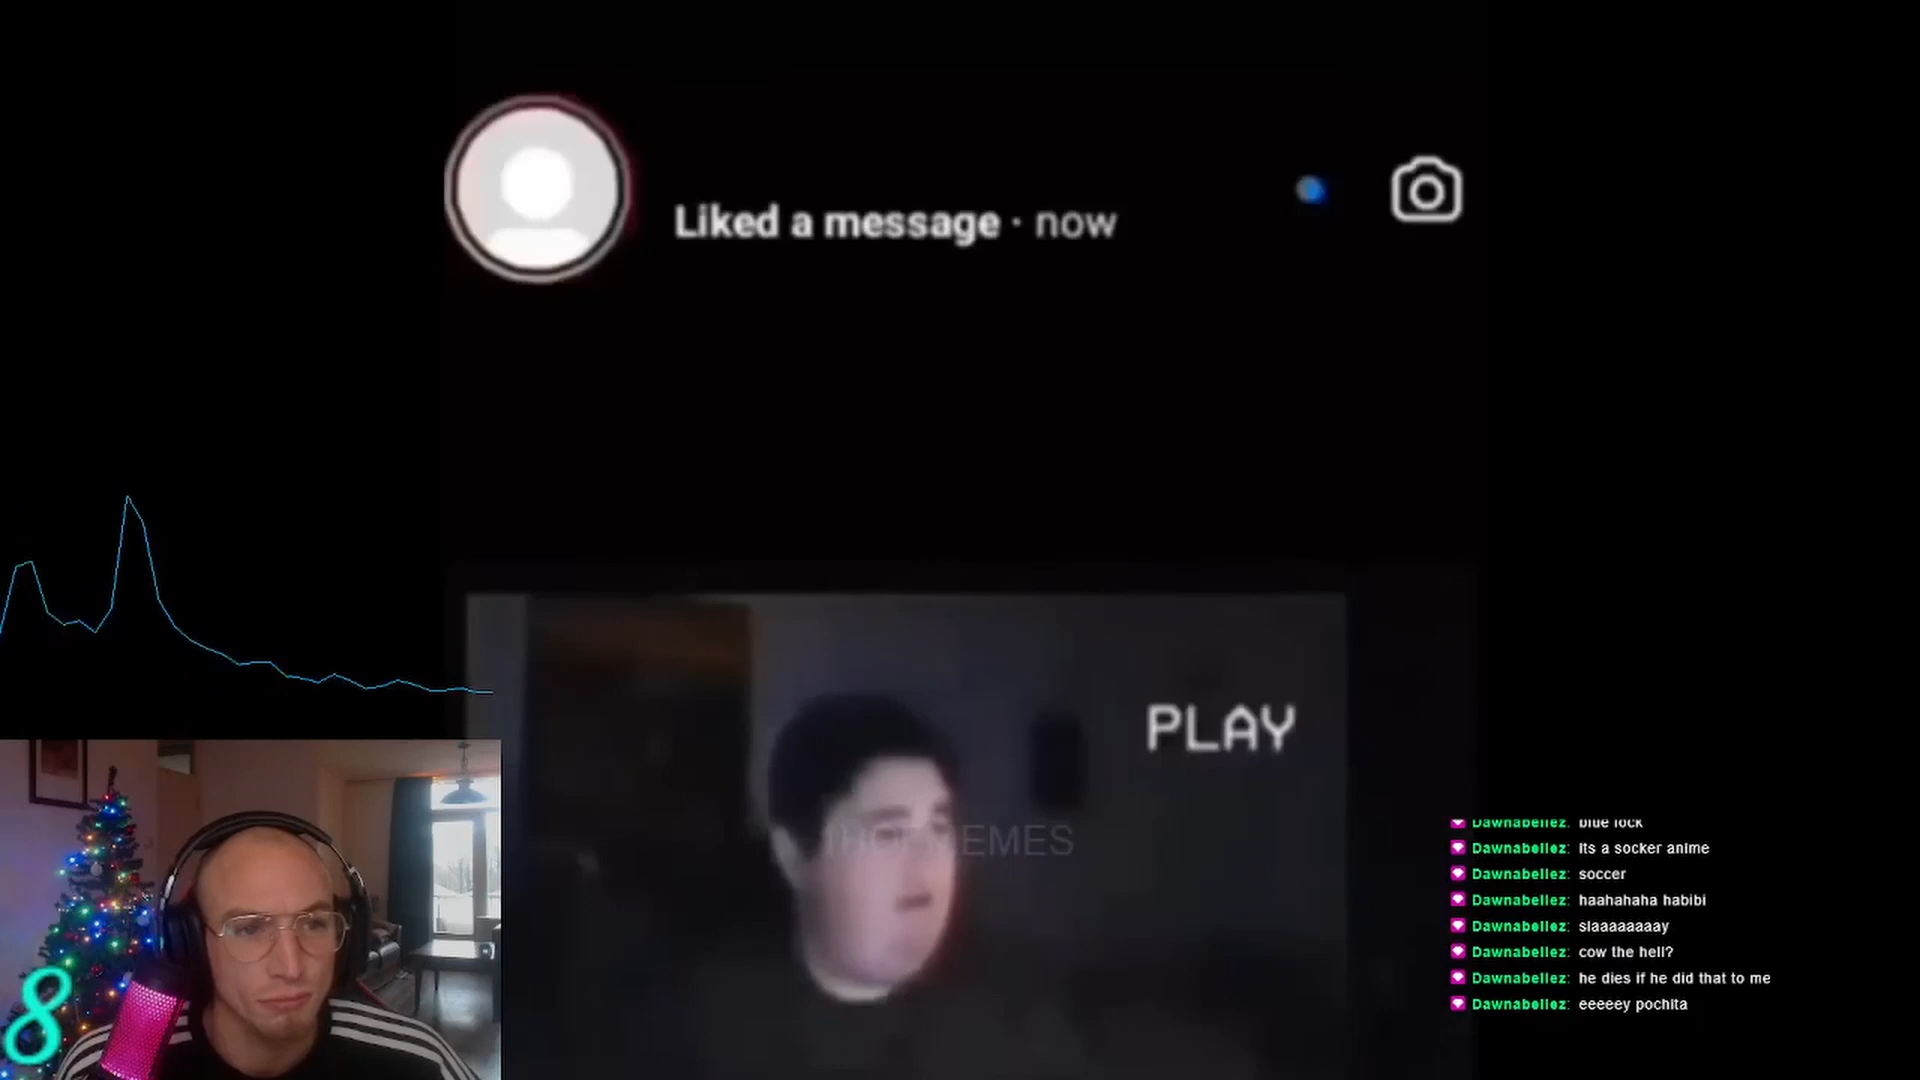 Liked a message · now
PLAY
8
Dawnabellez: blue lock
Dawnabellez: its a socker anime
Dawnabellez: soccer
Dawnabellez: haahahaha habibi
Dawnabellez: slaaaaaaaay
Dawnabellez: cow the hell?
Dawnabellez: he dies if he did that to me
Dawnabellez: eeeeey pochita